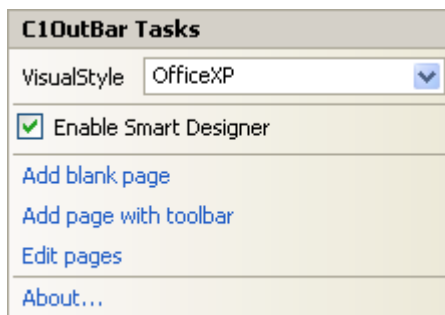 C1OutBar Tasks
VisualStyle OfficeXP
Enable Smart Designer
Add blank page
Add page with toolbar
Edit pages
About...